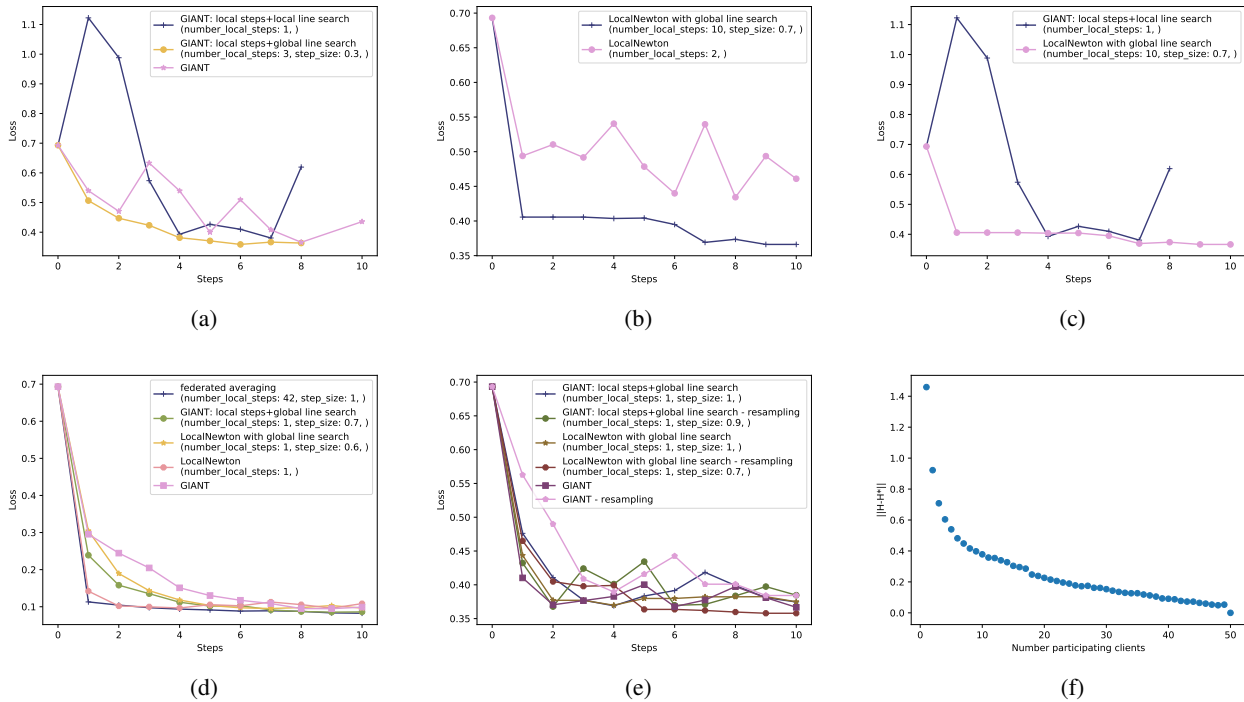 GIANT: local steps+local line search
(number_local_steps: 1, )
GIANT: local steps+global line search
(number_local_steps: 3, step_size: 0.3, )
GIANT
1.1
1.0
0.9
0.8
0.7
0.6
0.5
0.4
Loss
0
2
4
6
8
10
Steps
(a)
LocalNewton with global line search
(number_local_steps: 10, step_size: 0.7, )
LocalNewton
(number_local_steps: 2, )
0.70
0.65
0.60
0.55
0.50
0.45
0.40
0.35
Loss
0
2
4
6
8
10
Steps
(b)
GIANT: local steps+local line search
(number_local_steps: 1, )
LocalNewton with global line search
(number_local_steps: 10, step_size: 0.7, )
1.1
1.0
0.9
0.8
0.7
0.6
0.5
0.4
Loss
0
2
4
6
8
10
Steps
(c)
federated averaging
(number_local_steps: 42, step_size: 1, )
GIANT: local steps+global line search
(number_local_steps: 1, step_size: 0.7, )
LocalNewton with global line search
(number_local_steps: 1, step_size: 0.6, )
LocalNewton
(number_local_steps: 1, )
GIANT
0.7
0.6
0.5
0.4
0.3
0.2
0.1
Loss
0
2
4
6
8
10
Steps
(d)
GIANT: local steps+global line search
(number_local_steps: 1, step_size: 1, )
GIANT: local steps+global line search - resampling
(number_local_steps: 1, step_size: 0.9, )
LocalNewton with global line search
(number_local_steps: 1, step_size: 1, )
LocalNewton with global line search - resampling
(number_local_steps: 1, step_size: 0.7, )
GIANT
GIANT - resampling
0.70
0.65
0.60
0.55
0.50
0.45
0.40
0.35
Loss
0
2
4
6
8
10
Steps
(e)
1.4
1.2
1.0
0.8
0.6
0.4
0.2
0.0
||H-H*||
0
10
20
30
40
50
Number participating clients
(f)